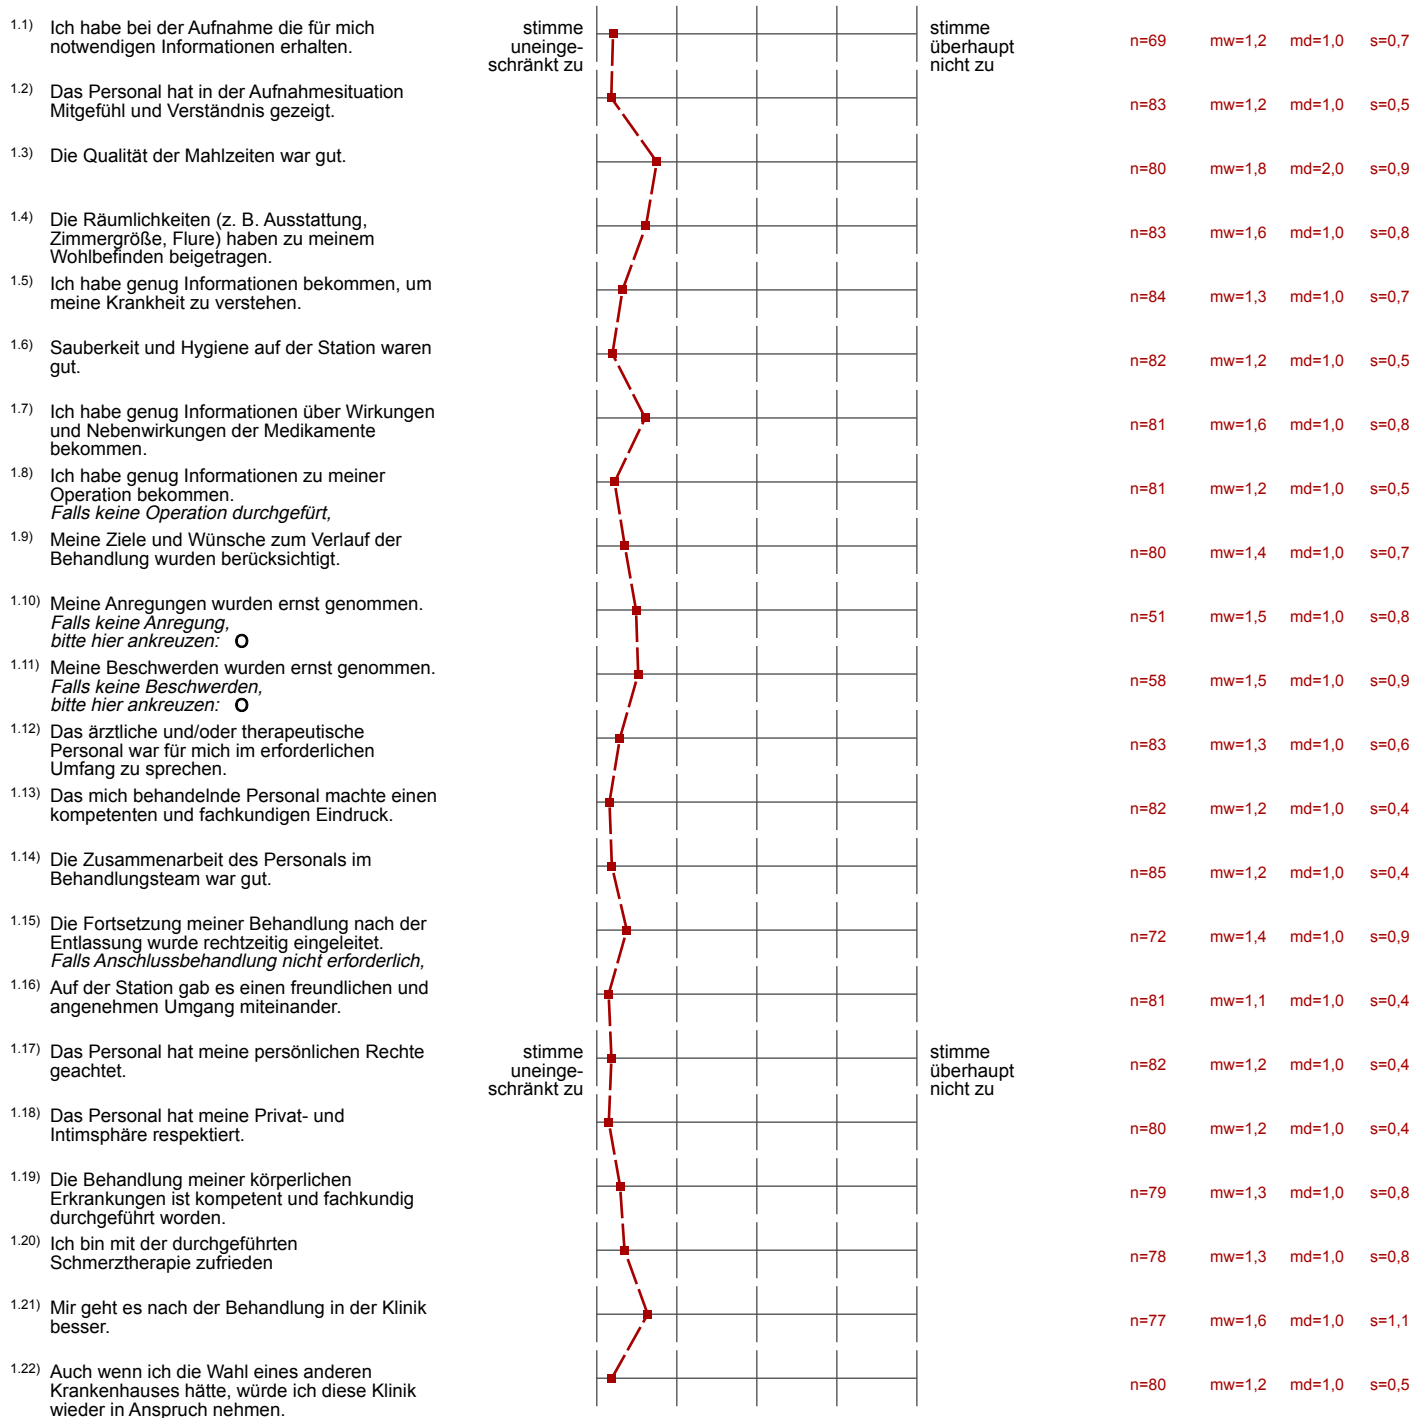 1.1) Ich habe bei der Aufnahme die für mich
notwendigen Informationen erhalten.
stimme
uneinge-
schränkt zu
stimme
überhaupt
nicht zu
n=69 mw=1,2 md=1,0 s=0,7
1.2) Das Personal hat in der Aufnahmesituation
Mitgefühl und Verständnis gezeigt.
n=83 mw=1,2 md=1,0 s=0,5
1.3) Die Qualität der Mahlzeiten war gut.
n=80 mw=1,8 md=2,0 s=0,9
1.4) Die Räumlichkeiten (z. B. Ausstattung,
Zimmergröße, Flure) haben zu meinem
Wohlbefinden beigetragen.
n=83 mw=1,6 md=1,0 s=0,8
1.5) Ich habe genug Informationen bekommen, um
meine Krankheit zu verstehen.
n=84 mw=1,3 md=1,0 s=0,7
1.6) Sauberkeit und Hygiene auf der Station waren
gut.
n=82 mw=1,2 md=1,0 s=0,5
1.7) Ich habe genug Informationen über Wirkungen
und Nebenwirkungen der Medikamente
bekommen.
n=81 mw=1,6 md=1,0 s=0,8
1.8) Ich habe genug Informationen zu meiner
Operation bekommen.
Falls keine Operation durchgefürt,
n=81 mw=1,2 md=1,0 s=0,5
1.9) Meine Ziele und Wünsche zum Verlauf der
Behandlung wurden berücksichtigt.
n=80 mw=1,4 md=1,0 s=0,7
1.10) Meine Anregungen wurden ernst genommen.
Falls keine Anregung,
bitte hier ankreuzen: O
n=51 mw=1,5 md=1,0 s=0,8
1.11) Meine Beschwerden wurden ernst genommen.
Falls keine Beschwerden,
bitte hier ankreuzen: O
n=58 mw=1,5 md=1,0 s=0,9
1.12) Das ärztliche und/oder therapeutische
Personal war für mich im erforderlichen
Umfang zu sprechen.
n=83 mw=1,3 md=1,0 s=0,6
1.13) Das mich behandelnde Personal machte einen
kompetenten und fachkundigen Eindruck.
n=82 mw=1,2 md=1,0 s=0,4
1.14) Die Zusammenarbeit des Personals im
Behandlungsteam war gut.
n=85 mw=1,2 md=1,0 s=0,4
1.15) Die Fortsetzung meiner Behandlung nach der
Entlassung wurde rechtzeitig eingeleitet.
Falls Anschlussbehandlung nicht erforderlich,
n=72 mw=1,4 md=1,0 s=0,9
1.16) Auf der Station gab es einen freundlichen und
angenehmen Umgang miteinander.
n=81 mw=1,1 md=1,0 s=0,4
1.17) Das Personal hat meine persönlichen Rechte
geachtet.
stimme
uneinge-
schränkt zu
stimme
überhaupt
nicht zu
n=82 mw=1,2 md=1,0 s=0,4
1.18) Das Personal hat meine Privat- und
Intimsphäre respektiert.
n=80 mw=1,2 md=1,0 s=0,4
1.19) Die Behandlung meiner körperlichen
Erkrankungen ist kompetent und fachkundig
durchgeführt worden.
n=79 mw=1,3 md=1,0 s=0,8
1.20) Ich bin mit der durchgeführten
Schmerztherapie zufrieden
n=78 mw=1,3 md=1,0 s=0,8
1.21) Mir geht es nach der Behandlung in der Klinik
besser.
n=77 mw=1,6 md=1,0 s=1,1
1.22) Auch wenn ich die Wahl eines anderen
Krankenhauses hätte, würde ich diese Klinik
wieder in Anspruch nehmen.
n=80 mw=1,2 md=1,0 s=0,5